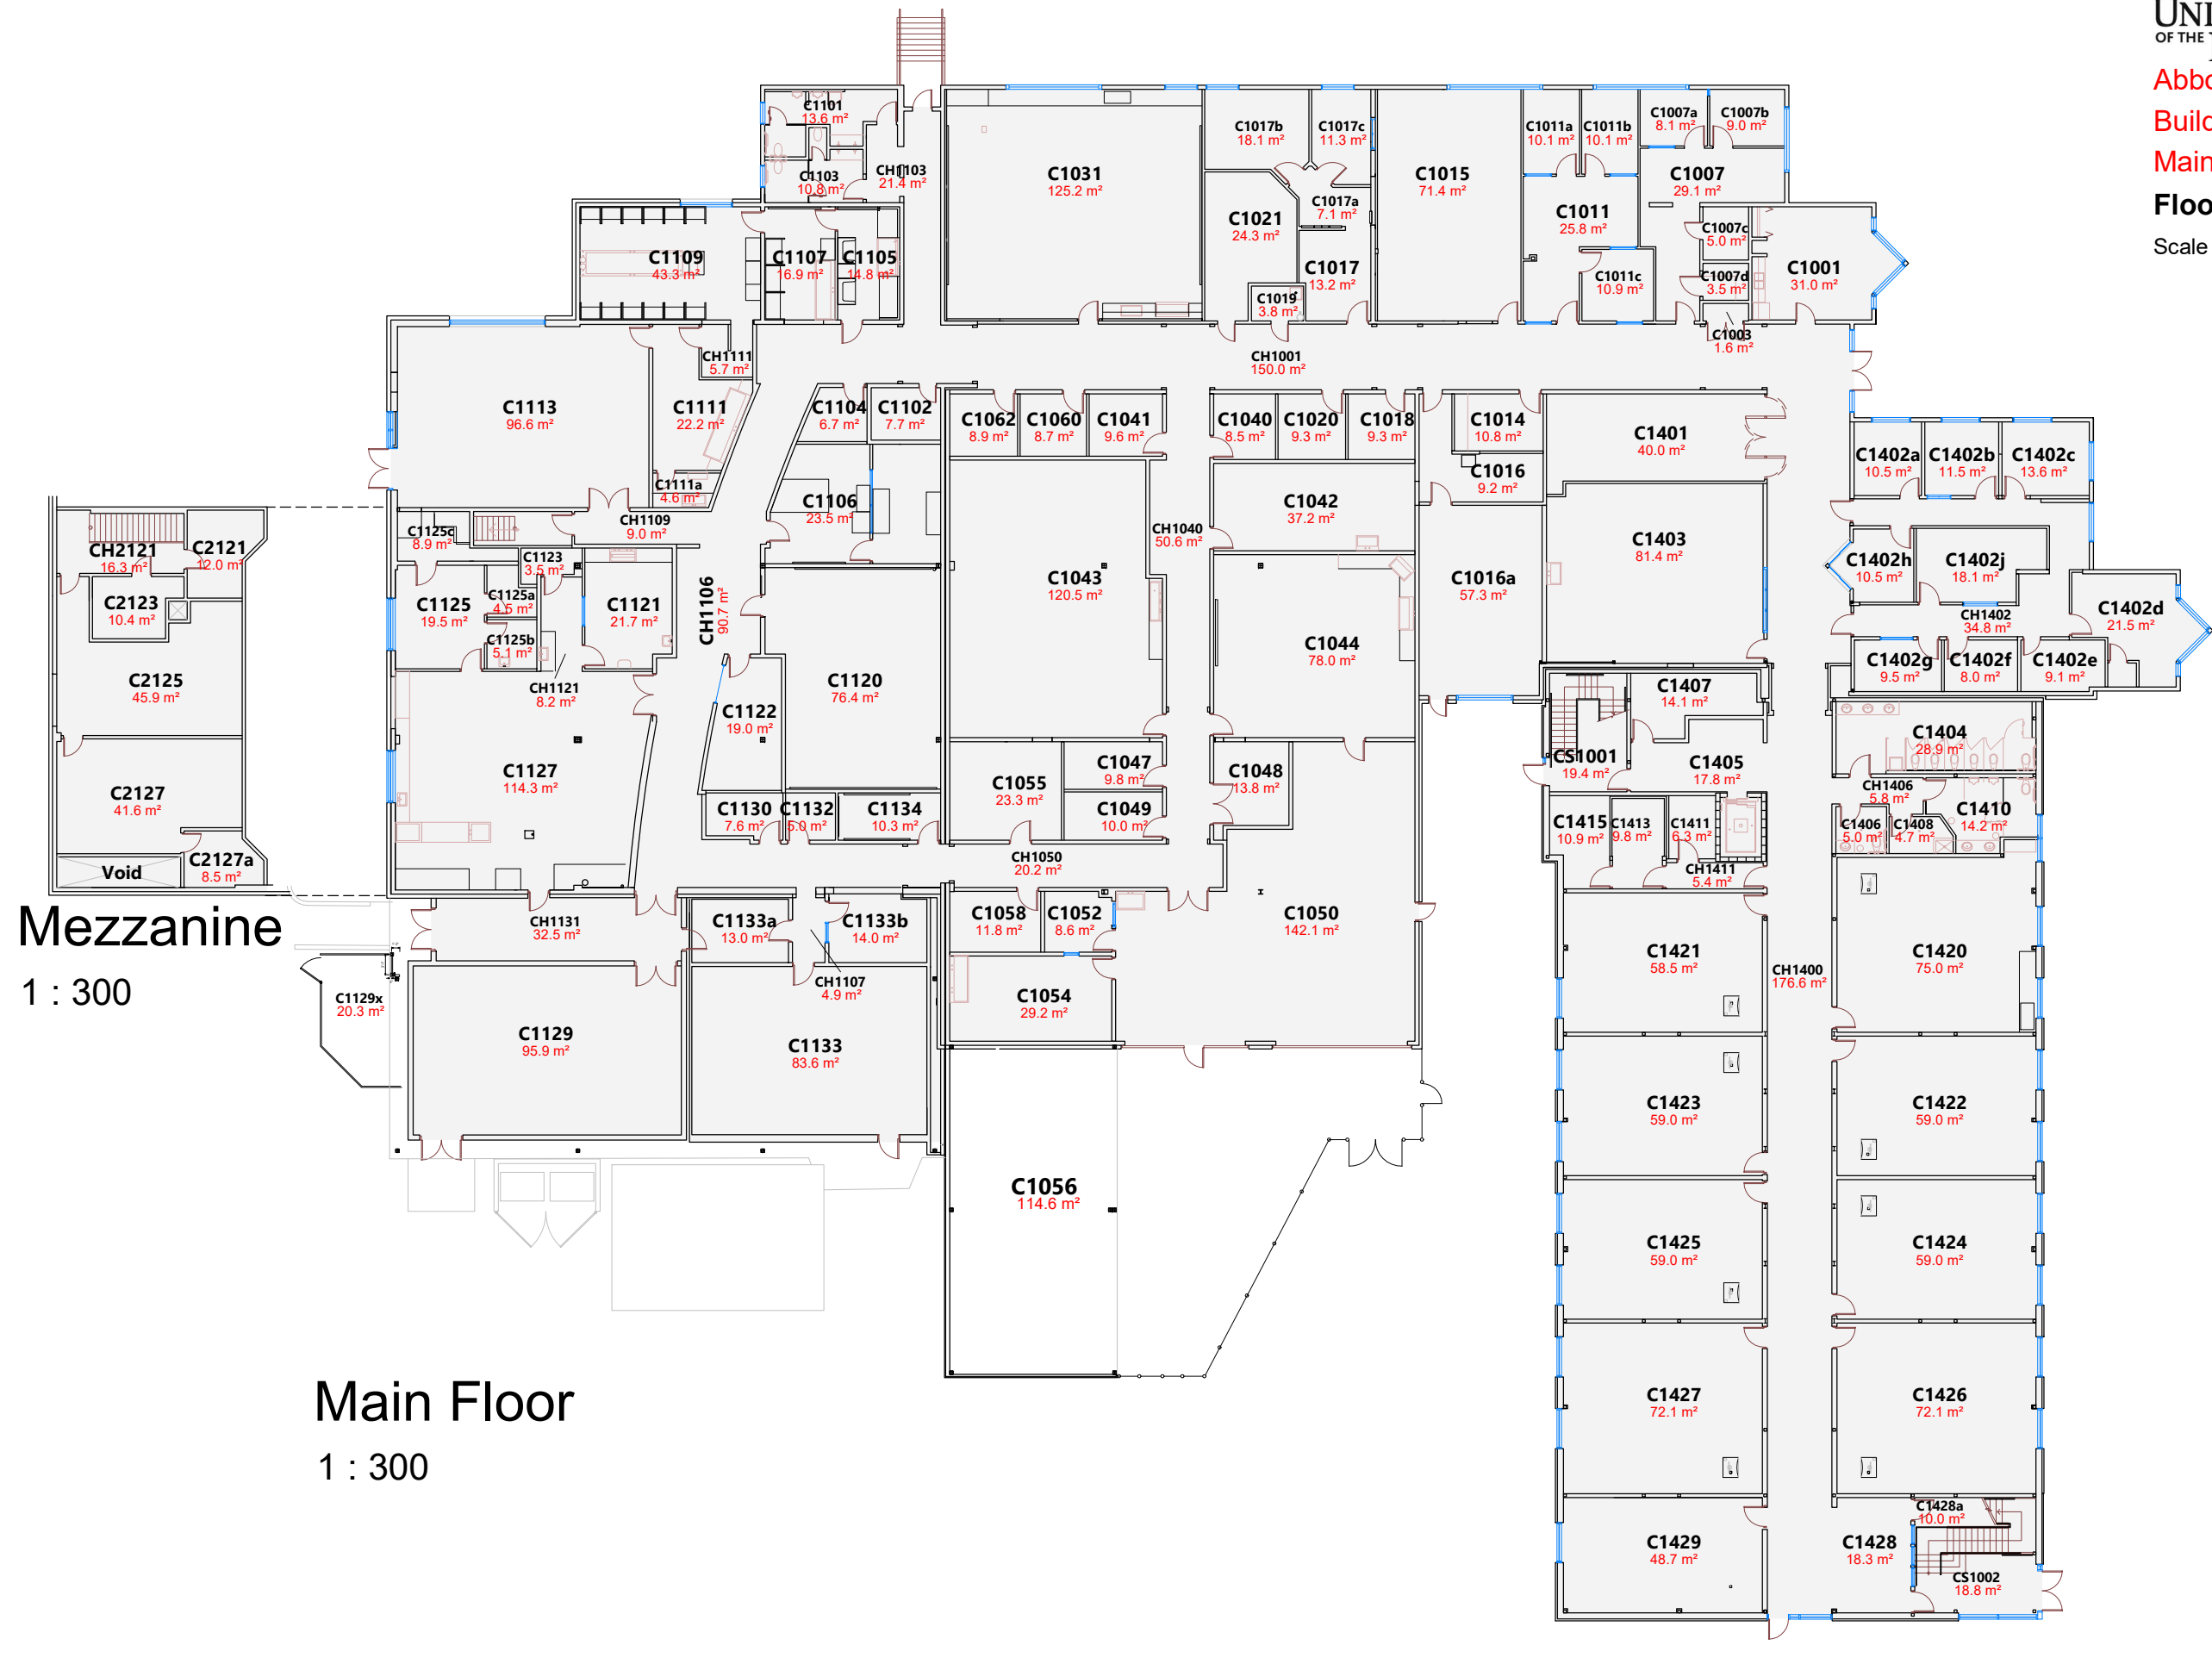 UNI
OF THE
Abbo
Build
Main
Floo
Scale
C1101
13.6 m²
C1103
10.8 m²
CH1103
21.4 m²
C1031
125.2 m²
C1017b
18.1 m²
C1017c
11.3 m²
C1015
71.4 m²
C1011a
10.1 m²
C1011b
10.1 m²
C1007a
8.1 m²
C1007b
9.0 m²
C1007
29.1 m²
C1017a
7.1 m²
C1021
24.3 m²
C1011
25.8 m²
C1007c
5.0 m²
C1109
43.3 m²
C1107
16.9 m²
C1105
14.8 m²
C1017
13.2 m²
C1019
3.8 m²
C1011c
10.9 m²
C1007d
3.5 m²
C1001
31.0 m²
C1003
1.6 m²
CH1111
5.7 m²
CH1001
150.0 m²
C1113
96.6 m²
C1111
22.2 m²
C1104
6.7 m²
C1102
7.7 m²
C1062
8.9 m²
C1060
8.7 m²
C1041
9.6 m²
C1040
8.5 m²
C1020
9.3 m²
C1018
9.3 m²
C1014
10.8 m²
C1401
40.0 m²
C1402a
10.5 m²
C1402b
11.5 m²
C1402c
13.6 m²
C1111a
4.6 m²
C1016
9.2 m²
C1106
23.5 m²
C1042
37.2 m²
CH1109
9.0 m²
C1125c
8.9 m²
CH1040
50.6 m²
C1403
81.4 m²
CH2121
16.3 m²
C2121
12.0 m²
C1123
3.5 m²
C1402h
10.5 m²
C1402j
18.1 m²
C2123
10.4 m²
C1125
19.5 m²
C1125a
4.5 m²
C1121
21.7 m²
CH1106
90.7 m²
C1043
120.5 m²
C1016a
57.3 m²
CH1402
34.8 m²
C1402d
21.5 m²
C1125b
5.1 m²
C1044
78.0 m²
C1402g
9.5 m²
C1402f
8.0 m²
C1402e
9.1 m²
C2125
45.9 m²
CH1121
8.2 m²
C1120
76.4 m²
C1122
19.0 m²
C1407
14.1 m²
C1404
28.9 m²
CS1001
19.4 m²
C1405
17.8 m²
C1127
114.3 m²
C1055
23.3 m²
C1047
9.8 m²
C1048
13.8 m²
CH1406
5.8 m²
C2127
41.6 m²
C1130
7.6 m²
C1132
5.0 m²
C1134
10.3 m²
C1049
10.0 m²
C1415
10.9 m²
C1413
9.8 m²
C1411
6.3 m²
C1406
5.0 m²
C1408
4.7 m²
C1410
14.2 m²
Void
C2127a
8.5 m²
CH1050
20.2 m²
CH1411
5.4 m²
Mezzanine
1 : 300
CH1131
32.5 m²
C1133a
13.0 m²
C1133b
14.0 m²
C1058
11.8 m²
C1052
8.6 m²
C1050
142.1 m²
C1421
58.5 m²
CH1400
176.6 m²
C1420
75.0 m²
C1129x
20.3 m²
CH1107
4.9 m²
C1054
29.2 m²
C1129
95.9 m²
C1133
83.6 m²
C1423
59.0 m²
C1422
59.0 m²
C1056
114.6 m²
C1425
59.0 m²
C1424
59.0 m²
Main Floor
1 : 300
C1427
72.1 m²
C1426
72.1 m²
C1428a
10.0 m²
C1429
48.7 m²
C1428
18.3 m²
CS1002
18.8 m²